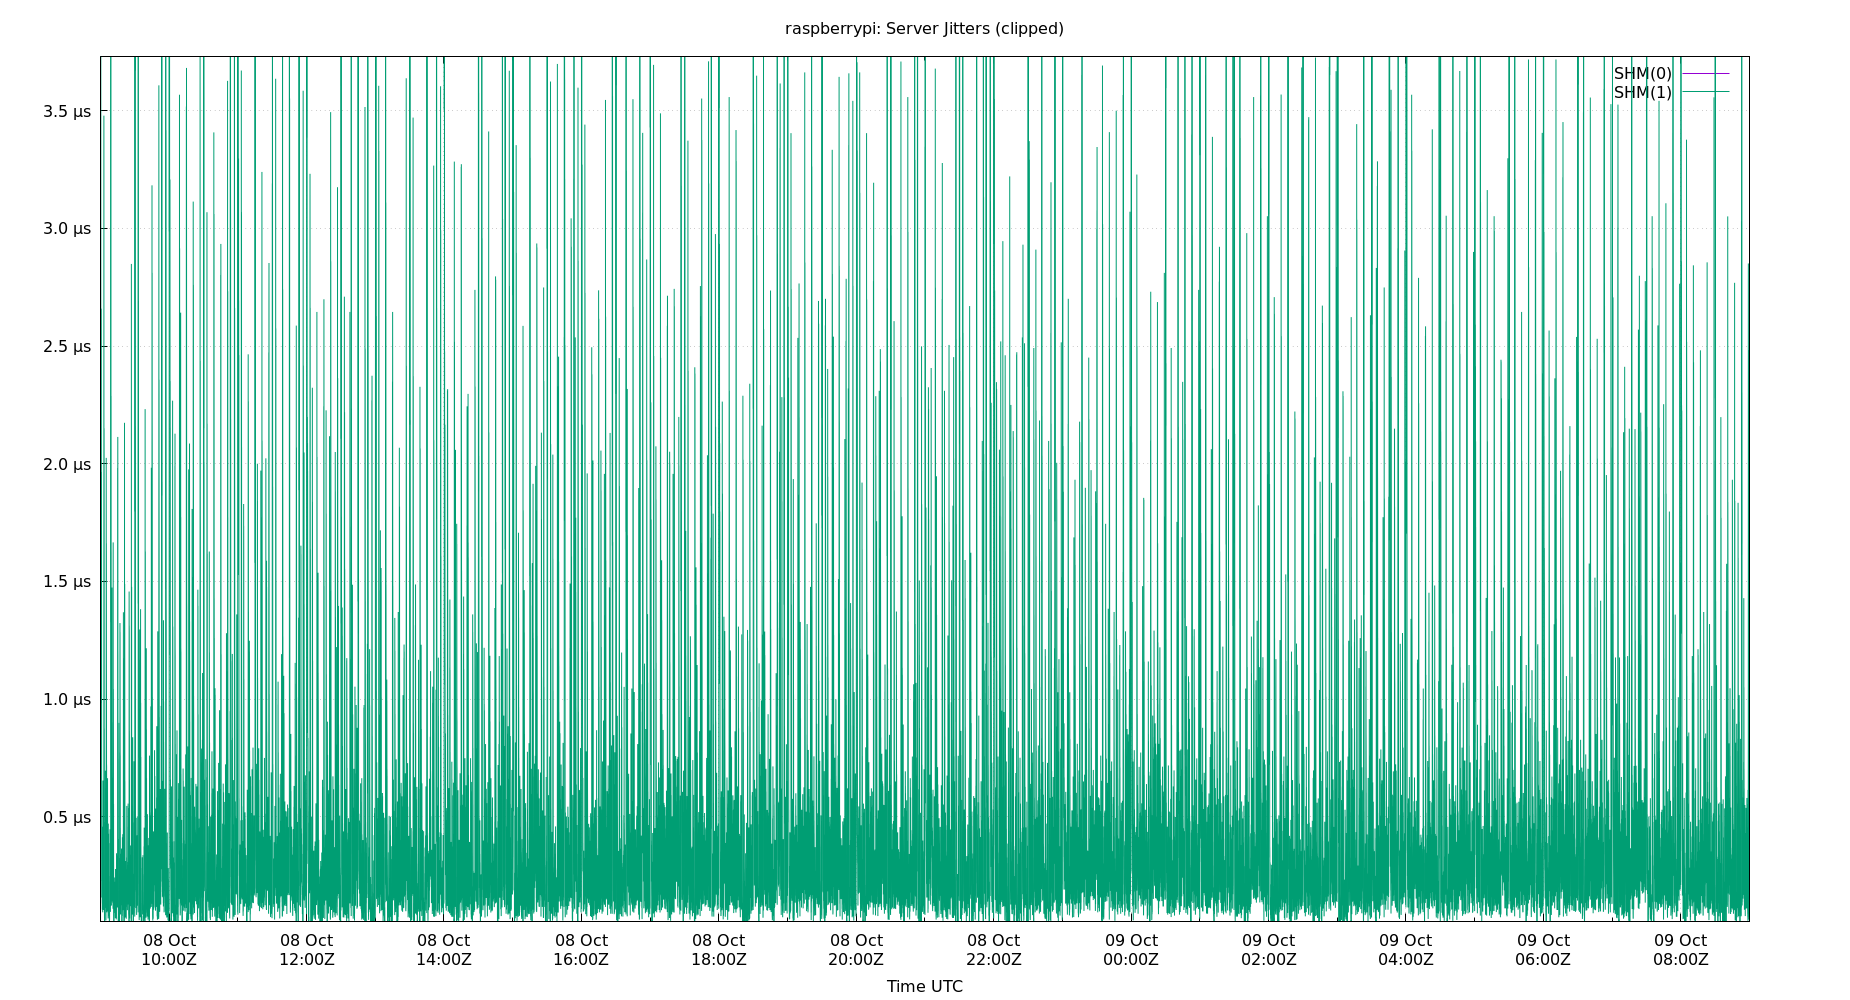 raspberrypi: Server Jitters (clipped)
SHM(0)
SHM(1)
3.5 µs
3.0 µs
2.5 µs
2.0 µs
1.5 µs
1.0 µs
0.5 µs
08 Oct 08 Oct 08 Oct 08 Oct 08 Oct 08 Oct 08 Oct 09 Oct 09 Oct 09 Oct 09 Oct 09 Oct
10:00Z 12:00Z 14:00Z 16:00Z 18:00Z 20:00Z 22:00Z 00:00Z 02:00Z 04:00Z 06:00Z 08:00Z
Time UTC